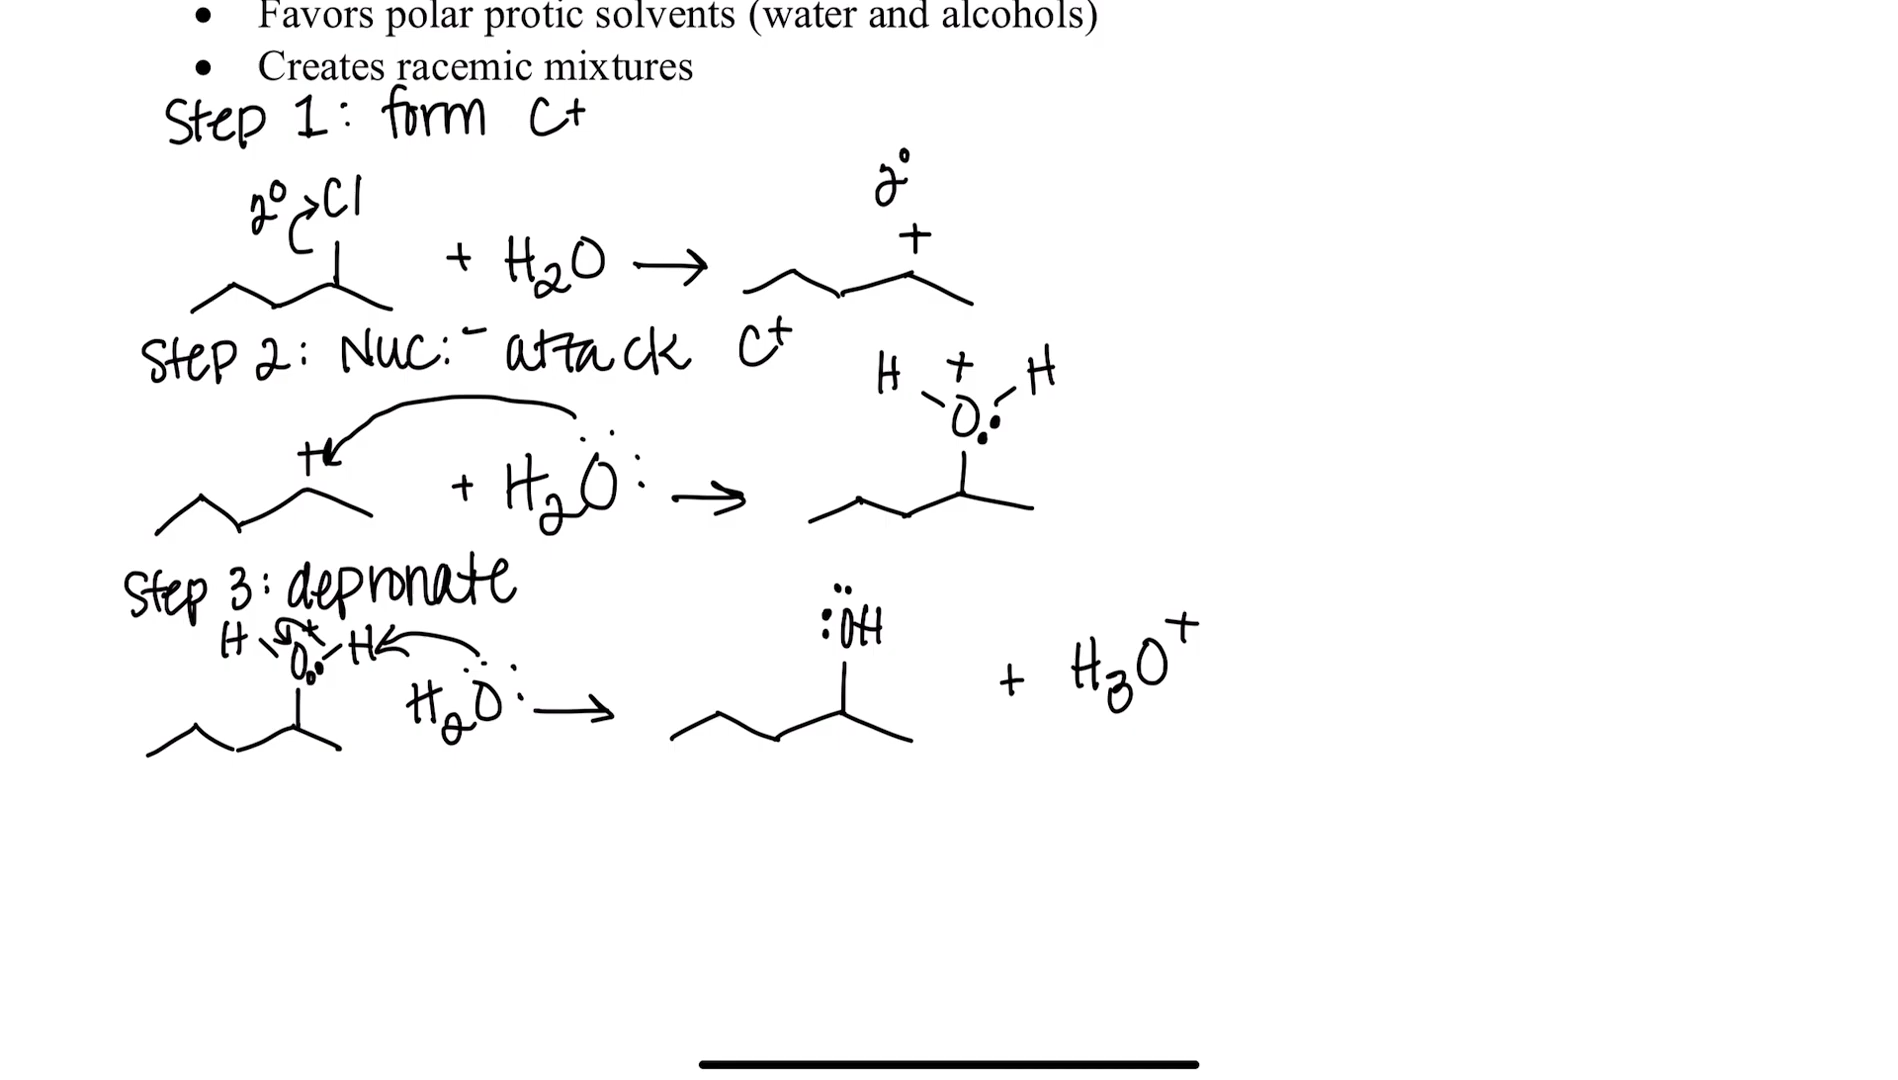 • Favors polar protic solvents (water and alcohols)
• Creates racemic mixtures
Step 1: form C+
2° Cl + H₂O → 2° +
Step 2: Nuc:⁻ attack C⁺
+ + H₂O: → H + H O:
Step 3: depronate
H O + H H₂O: → :ÖH + H₃O⁺